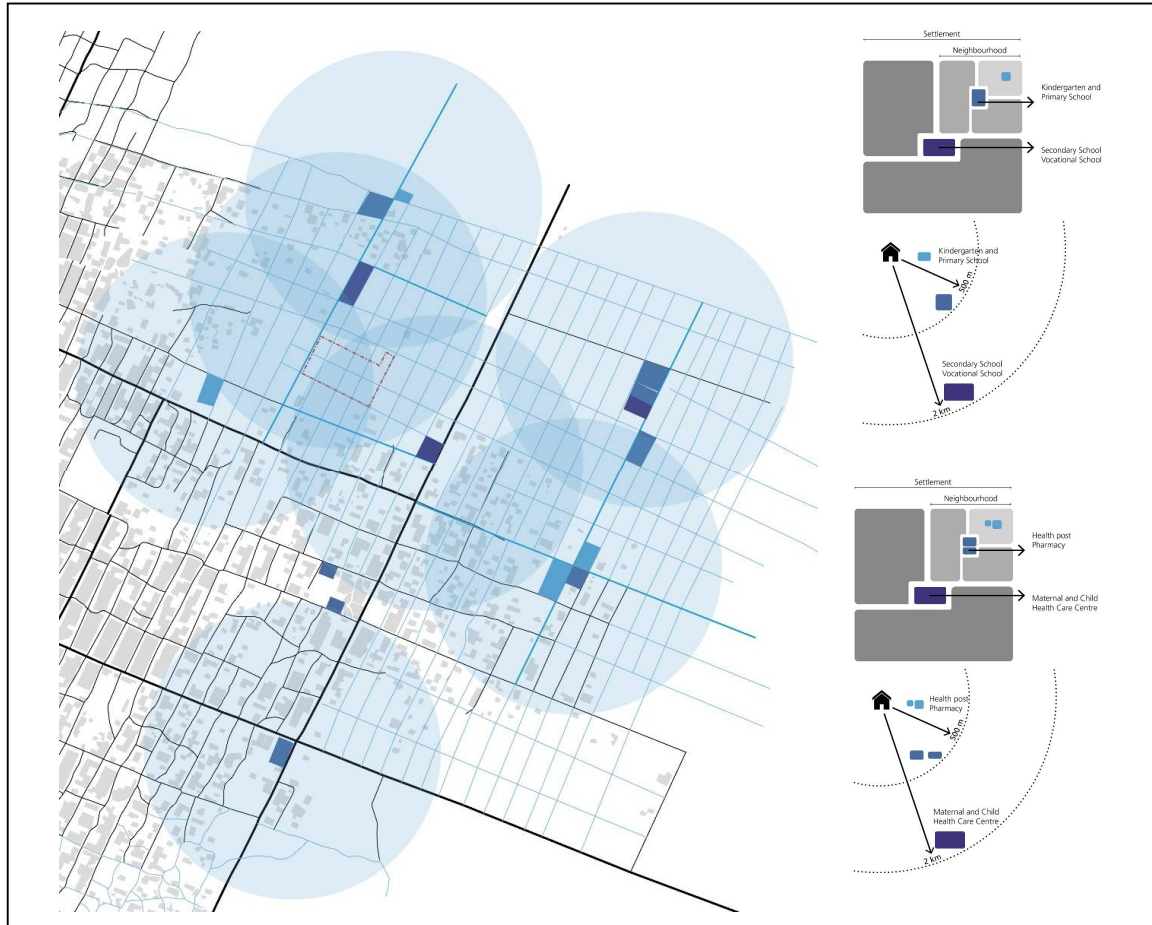 Settlement
Neighbourhood
Kindergarten and
Primary School
Secondary School
Vocational School
Kindergarten and
Primary School
500 m
Secondary School
Vocational School
2 km
Settlement
Neighbourhood
Health post
Pharmacy
Maternal and Child
Health Care Centre
Health post
Pharmacy
500 m
Maternal and Child
Health Care Centre
2 km